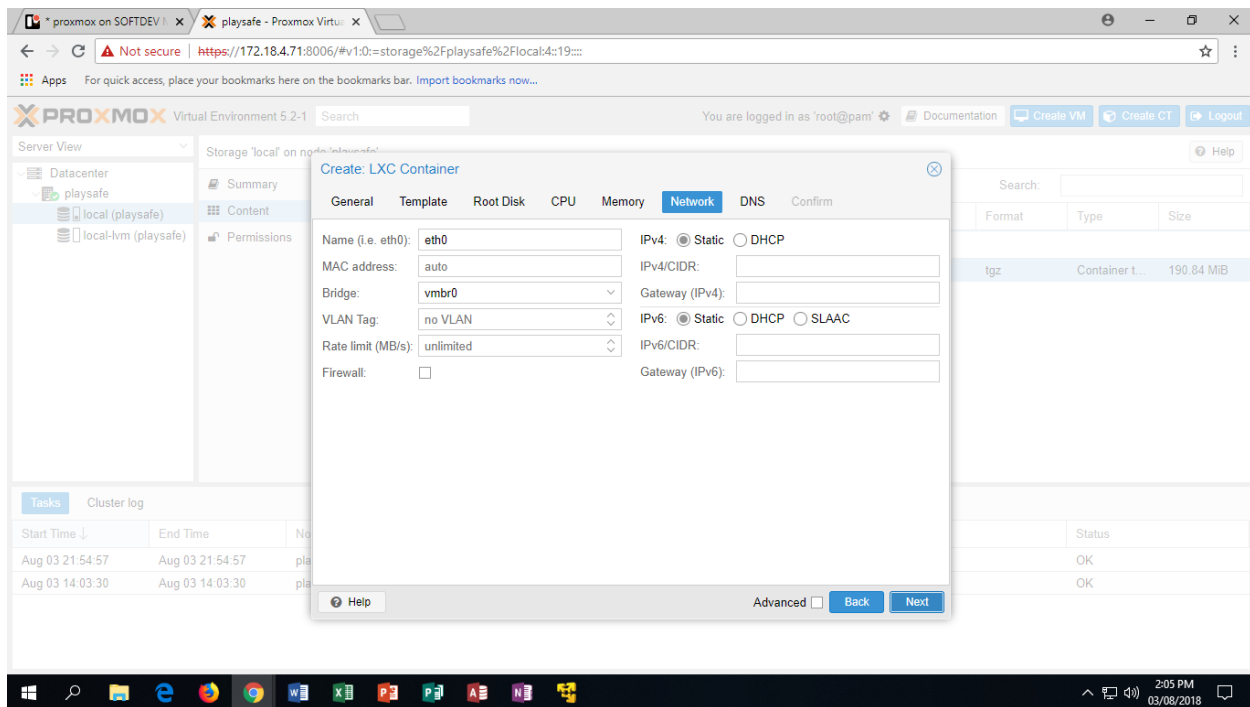 * proxmox on SOFTDEV
playsafe - Proxmox Virtu
Not secure
https://172.18.4.71:8006/#v1:0:=storage%2Fplaysafe%2Flocal:4::19::::
Apps
For quick access, place your bookmarks here on the bookmarks bar. Import bookmarks now...
PROXMOX Virtual Environment 5.2-1
Search
You are logged in as 'root@pam'
Documentation
Create VM
Create CT
Logout
Server View
Storage 'local' on node 'playsafe'
Help
Datacenter
playsafe
local (playsafe)
local-lvm (playsafe)
Summary
Content
Permissions
Search:
Format
Type
Size
tgz
Container t...
190.84 MiB
Create: LXC Container
General
Template
Root Disk
CPU
Memory
Network
DNS
Confirm
Name (i.e. eth0):
eth0
MAC address:
auto
Bridge:
vmbr0
VLAN Tag:
no VLAN
Rate limit (MB/s):
unlimited
Firewall:
IPv4:
Static
DHCP
IPv4/CIDR:
Gateway (IPv4):
IPv6:
Static
DHCP
SLAAC
IPv6/CIDR:
Gateway (IPv6):
Help
Advanced
Back
Next
Tasks
Cluster log
Start Time
End Time
No
Status
Aug 03 21:54:57
Aug 03 21:54:57
pla
OK
Aug 03 14:03:30
Aug 03 14:03:30
pla
OK
2:05 PM
03/08/2018